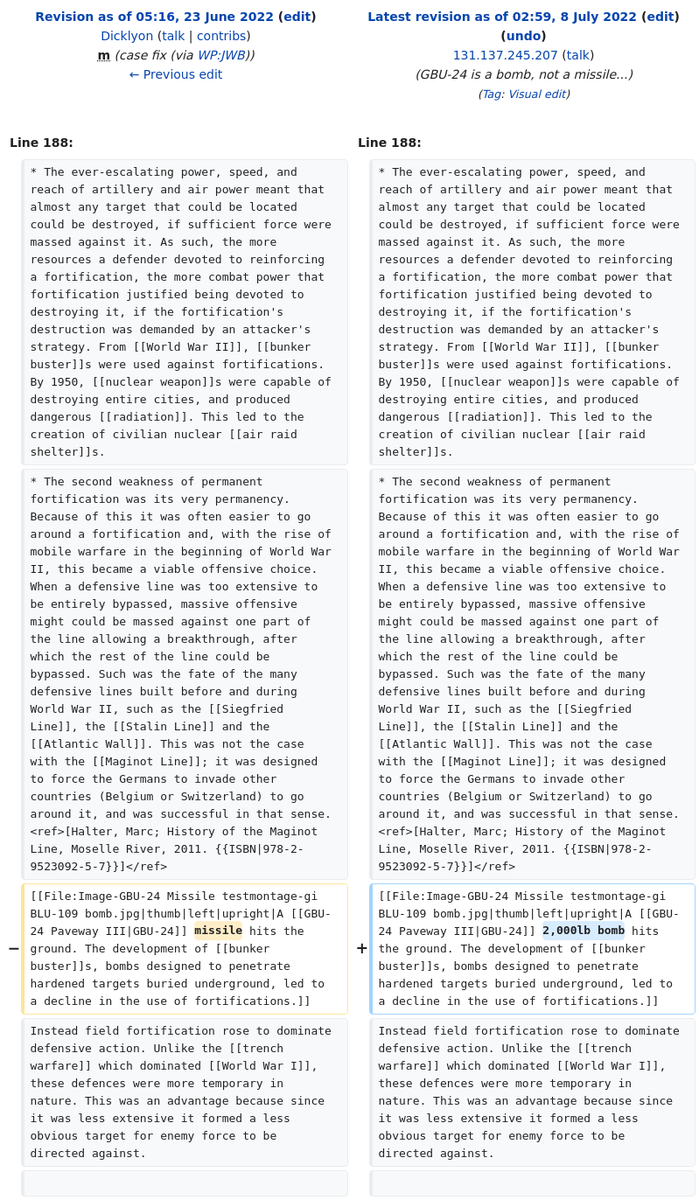 Revision as of 05:16, 23 June 2022 (edit)
Dicklyon (talk | contribs)
m (case fix (via WP:JWB))
← Previous edit
Line 188:
* The ever-escalating power, speed, and
reach of artillery and air power meant that
almost any target that could be located
could be destroyed, if sufficient force were
massed against it. As such, the more
resources a defender devoted to reinforcing
a fortification, the more combat power that
fortification justified being devoted to
destroying it, if the fortification's
destruction was demanded by an attacker's
strategy. From [[World War II]], [[bunker
buster]]s were used against fortifications.
By 1950, [[nuclear weapon]]s were capable of
destroying entire cities, and produced
dangerous [[radiation]]. This led to the
creation of civilian nuclear [[air raid
shelter]]s.
* The second weakness of permanent
fortification was its very permanency.
Because of this it was often easier to go
around a fortification and, with the rise of
mobile warfare in the beginning of World War
II, this became a viable offensive choice.
When a defensive line was too extensive to
be entirely bypassed, massive offensive
might could be massed against one part of
the line allowing a breakthrough, after
which the rest of the line could be
bypassed. Such was the fate of the many
defensive lines built before and during
World War II, such as the [[Siegfried
Line]], the [[Stalin Line]] and the
[[Atlantic Wall]]. This was not the case
with the [[Maginot Line]]; it was designed
to force the Germans to invade other
countries (Belgium or Switzerland) to go
around it, and was successful in that sense.
<ref>[Halter, Marc; History of the Maginot
Line, Moselle River, 2011. {{ISBN|978-2-
9523092-5-7}}]</ref>
−
[[File:Image-GBU-24 Missile testmontage-gi
BLU-109 bomb.jpg|thumb|left|upright|A [[GBU-
24 Paveway III|GBU-24]] missile hits the
ground. The development of [[bunker
buster]]s, bombs designed to penetrate
hardened targets buried underground, led to
a decline in the use of fortifications.]]
Instead field fortification rose to dominate
defensive action. Unlike the [[trench
warfare]] which dominated [[World War I]],
these defences were more temporary in
nature. This was an advantage because since
it was less extensive it formed a less
obvious target for enemy force to be
directed against.
Latest revision as of 02:59, 8 July 2022 (edit)
(undo)
131.137.245.207 (talk)
(GBU-24 is a bomb, not a missile...)
(Tag: Visual edit)
Line 188:
* The ever-escalating power, speed, and
reach of artillery and air power meant that
almost any target that could be located
could be destroyed, if sufficient force were
massed against it. As such, the more
resources a defender devoted to reinforcing
a fortification, the more combat power that
fortification justified being devoted to
destroying it, if the fortification's
destruction was demanded by an attacker's
strategy. From [[World War II]], [[bunker
buster]]s were used against fortifications.
By 1950, [[nuclear weapon]]s were capable of
destroying entire cities, and produced
dangerous [[radiation]]. This led to the
creation of civilian nuclear [[air raid
shelter]]s.
* The second weakness of permanent
fortification was its very permanency.
Because of this it was often easier to go
around a fortification and, with the rise of
mobile warfare in the beginning of World War
II, this became a viable offensive choice.
When a defensive line was too extensive to
be entirely bypassed, massive offensive
might could be massed against one part of
the line allowing a breakthrough, after
which the rest of the line could be
bypassed. Such was the fate of the many
defensive lines built before and during
World War II, such as the [[Siegfried
Line]], the [[Stalin Line]] and the
[[Atlantic Wall]]. This was not the case
with the [[Maginot Line]]; it was designed
to force the Germans to invade other
countries (Belgium or Switzerland) to go
around it, and was successful in that sense.
<ref>[Halter, Marc; History of the Maginot
Line, Moselle River, 2011. {{ISBN|978-2-
9523092-5-7}}]</ref>
+
[[File:Image-GBU-24 Missile testmontage-gi
BLU-109 bomb.jpg|thumb|left|upright|A [[GBU-
24 Paveway III|GBU-24]] 2,000lb bomb hits
the ground. The development of [[bunker
buster]]s, bombs designed to penetrate
hardened targets buried underground, led to
a decline in the use of fortifications.]]
Instead field fortification rose to dominate
defensive action. Unlike the [[trench
warfare]] which dominated [[World War I]],
these defences were more temporary in
nature. This was an advantage because since
it was less extensive it formed a less
obvious target for enemy force to be
directed against.